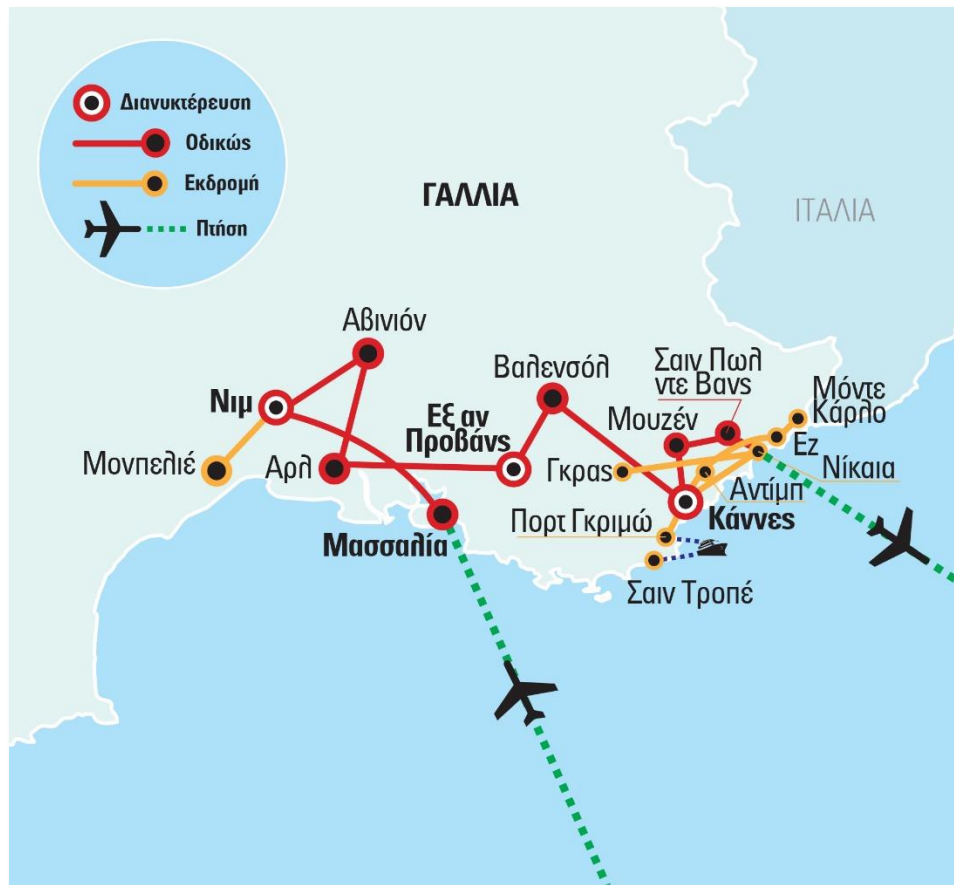 Διανυκτέρευση
Οδικώς
Εκδρομή
Πτήση
ΓΑΛΛΙΑ
ΙΤΑΛΙΑ
Αβινιόν
Νιμ
Μονπελιέ
Αρλ
Μασσαλία
Εξ αν
Προβάνς
Βαλενσόλ
Μουζέν
Σαιν Πωλ
ντε Βανς
Μόντε
Κάρλο
Εz
Νίκαια
Γκρας
Αντίμπ
Κάννες
Πορτ Γκριμώ
Σαιν Τροπέ